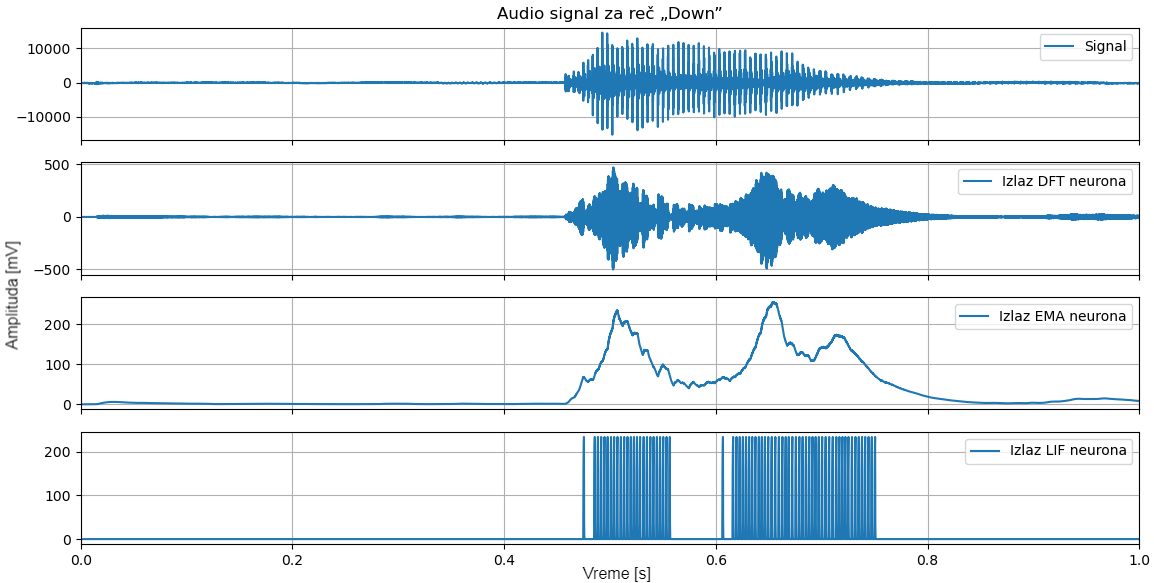 Audio signal za reč „Down”
10000
0
−10000
Signal
500
0
−500
Izlaz DFT neurona
Amplituda [mV]
200
100
0
Izlaz EMA neurona
200
100
0
Izlaz LIF neurona
0.0 0.2 0.4 0.6 0.8 1.0
Vreme [s]